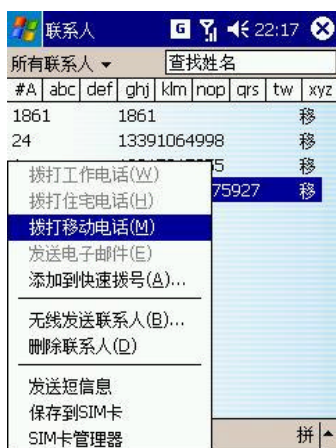 联系人 G 22:17
所有联系人 查找姓名
#A abc def ghj klm nop qrs tw xyz
1861 1861 移
24 13391064998 移
移
75927 移
拨打工作电话(W)
拨打住宅电话(H)
拨打移动电话(M)
发送电子邮件(E)
添加到快速拨号(A)...
无线发送联系人(B)...
删除联系人(D)
发送短信息
保存到SIM卡
SIM卡管理器
拼